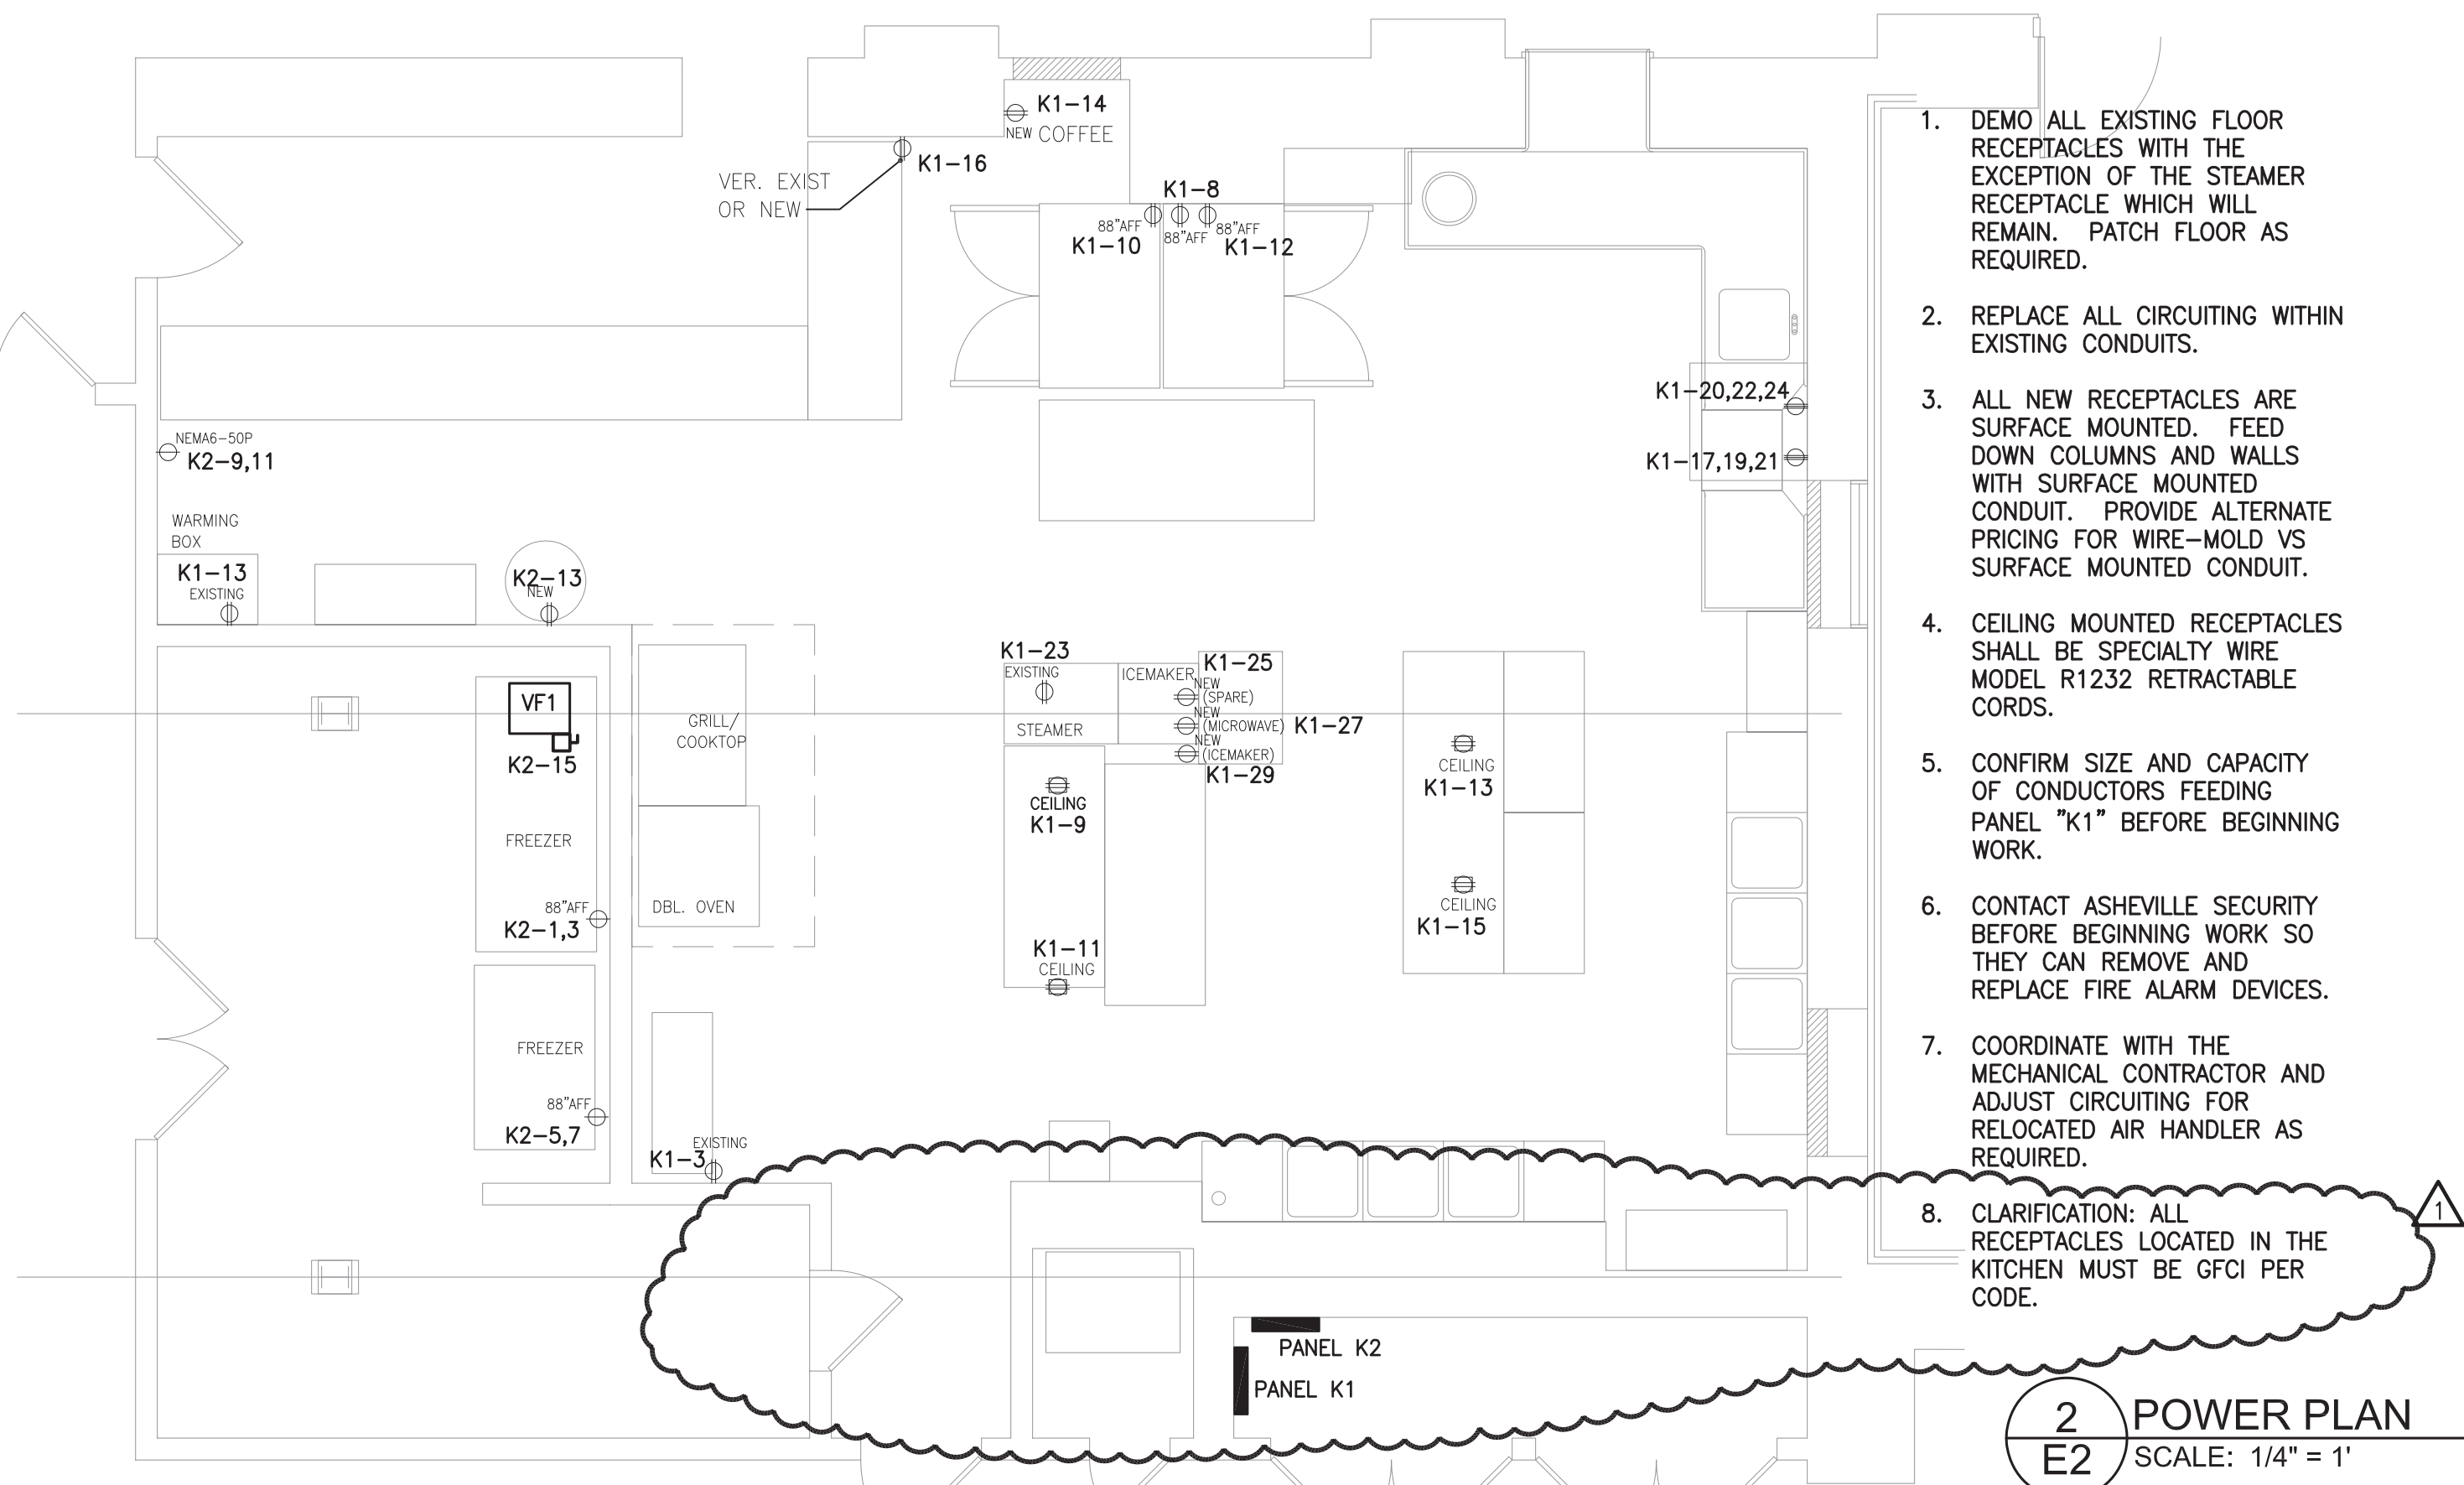 K1-14
NEW COFFEE
K1-16
VER. EXIST
OR NEW
K1-8
88"AFF
K1-10
88"AFF
88"AFF
K1-12
K1-20,22,24
K1-17,19,21
NEMA6-50P
K2-9,11
WARMING
BOX
K1-13
EXISTING
K2-13
NEW
K1-23
EXISTING
STEAMER
ICEMAKER
K1-25
NEW
(SPARE)
NEW
(MICROWAVE) K1-27
NEW
(ICEMAKER)
K1-29
VF1
K2-15
FREEZER
88"AFF
K2-1,3
GRILL/
COOKTOP
DBL. OVEN
CEILING
K1-9
K1-11
CEILING
CEILING
K1-13
CEILING
K1-15
FREEZER
88"AFF
K2-5,7
EXISTING
K1-3
PANEL K2
PANEL K1
1. DEMO ALL EXISTING FLOOR
RECEPTACLES WITH THE
EXCEPTION OF THE STEAMER
RECEPTACLE WHICH WILL
REMAIN. PATCH FLOOR AS
REQUIRED.
2. REPLACE ALL CIRCUITING WITHIN
EXISTING CONDUITS.
3. ALL NEW RECEPTACLES ARE
SURFACE MOUNTED. FEED
DOWN COLUMNS AND WALLS
WITH SURFACE MOUNTED
CONDUIT. PROVIDE ALTERNATE
PRICING FOR WIRE-MOLD VS
SURFACE MOUNTED CONDUIT.
4. CEILING MOUNTED RECEPTACLES
SHALL BE SPECIALTY WIRE
MODEL R1232 RETRACTABLE
CORDS.
5. CONFIRM SIZE AND CAPACITY
OF CONDUCTORS FEEDING
PANEL "K1" BEFORE BEGINNING
WORK.
6. CONTACT ASHEVILLE SECURITY
BEFORE BEGINNING WORK SO
THEY CAN REMOVE AND
REPLACE FIRE ALARM DEVICES.
7. COORDINATE WITH THE
MECHANICAL CONTRACTOR AND
ADJUST CIRCUITING FOR
RELOCATED AIR HANDLER AS
REQUIRED.
8. CLARIFICATION: ALL
RECEPTACLES LOCATED IN THE
KITCHEN MUST BE GFCI PER
CODE.
1
2
E2
POWER PLAN
SCALE: 1/4" = 1'